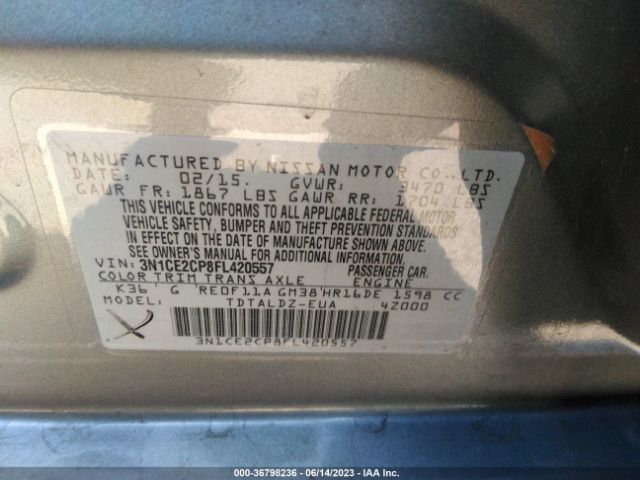 MANUFACTURED BY NISSAN MOTOR CO., LTD.
DATE: 02/15. GVWR: 3470 LBS
GAWR FR: 1867 LBS GAWR RR: 1704 LBS
THIS VEHICLE CONFORMS TO ALL APPLICABLE FEDERAL MOTOR
VEHICLE SAFETY, BUMPER AND THEFT PREVENTION STANDARDS
IN EFFECT ON THE DATE OF MANUFACTURE SHOWN ABOVE.
SEE OWNER'S MANUAL FOR ADDITIONAL INFORMATION.
VIN: 3N1CE2CP8FL420557 PASSENGER CAR.
COLOR TRIM TRANS AXLE ENGINE
K36 G RE0F11A GM38 HR16DE 1598 CC
MODEL: TDTALDZ-EUA 42000
X
3N1CE2CP8FL420557
000-36798236 - 06/14/2023 - IAA Inc.